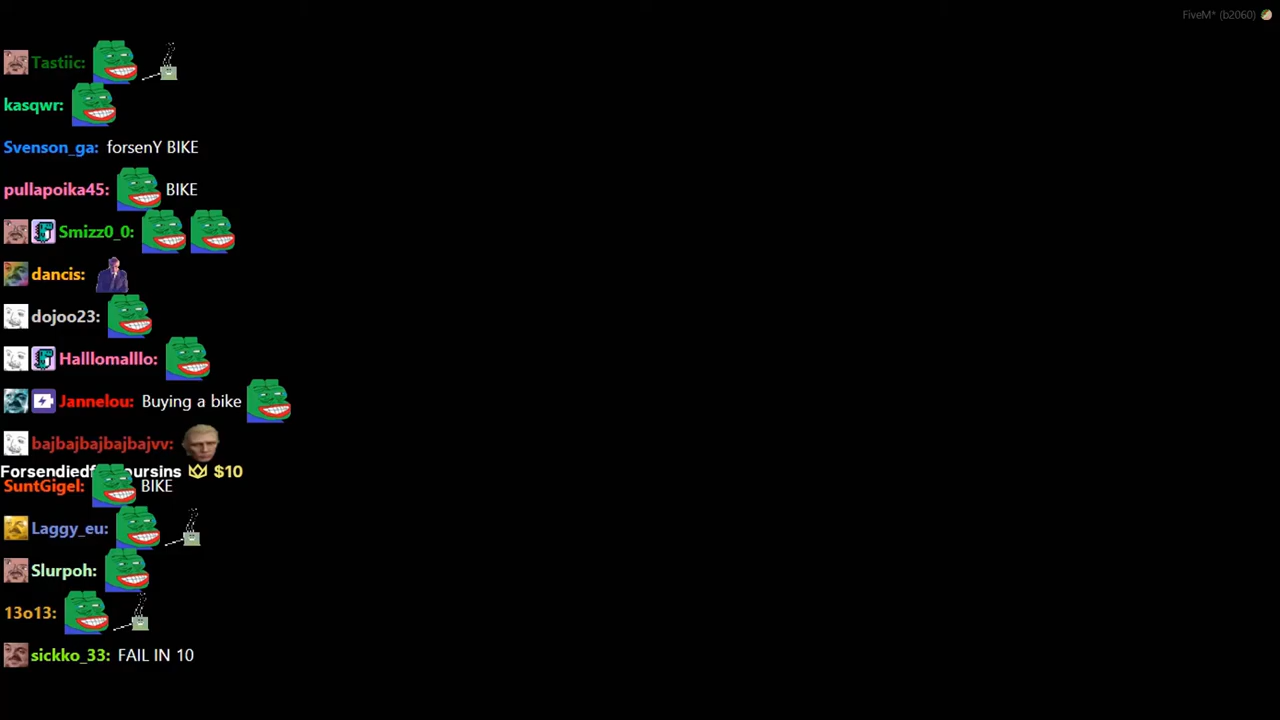 FiveM* (b2060)
Tastiic:
kasqwr:
Svenson_ga: forsenY BIKE
pullapoika45: BIKE
Smizz0_0:
dancis:
dojoo23:
Halllomalllo:
Jannelou: Buying a bike
bajbajbajbajbajvv:
$10
SuntGigel: BIKE
Laggy_eu:
Slurpoh:
13o13:
sickko_33: FAIL IN 10